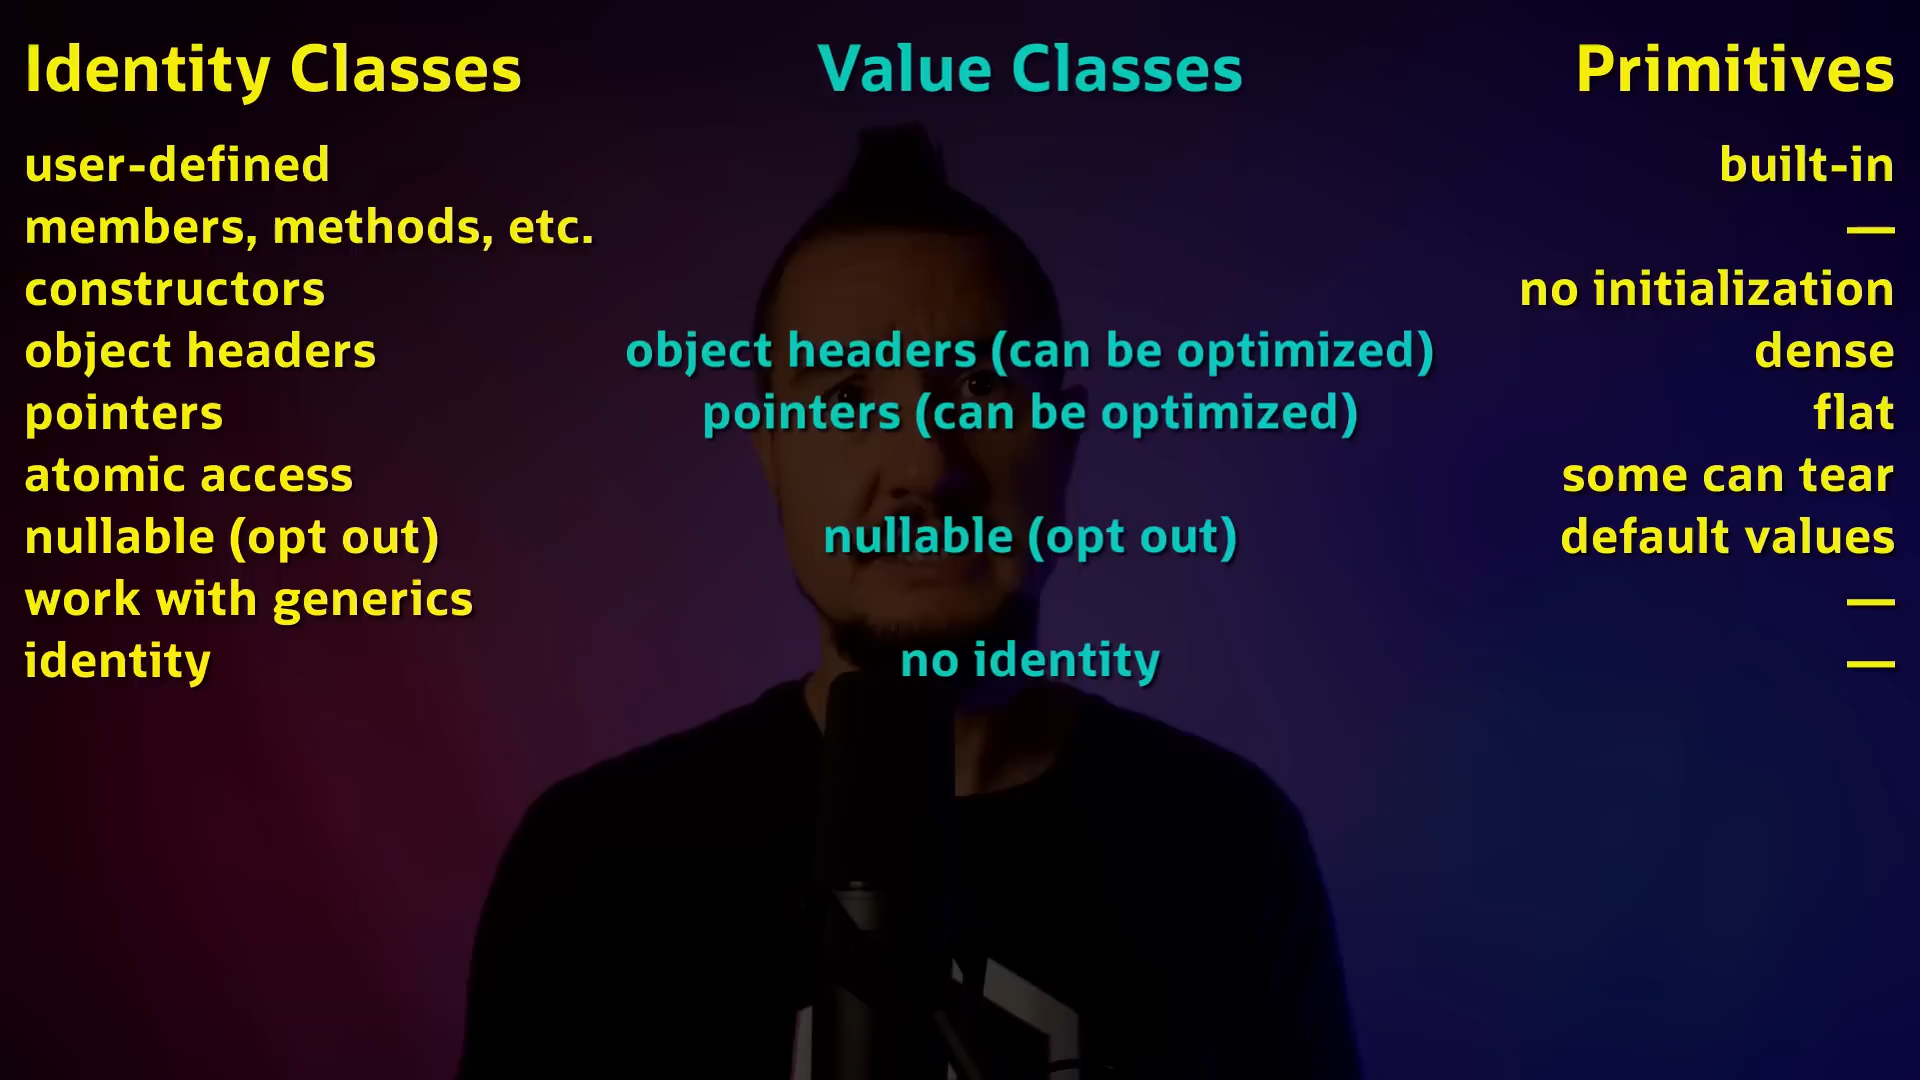 Identity Classes Value Classes Primitives
user-defined built-in
members, methods, etc. —
constructors no initialization
object headers object headers (can be optimized) dense
pointers pointers (can be optimized) flat
atomic access some can tear
nullable (opt out) nullable (opt out) default values
work with generics —
identity no identity —